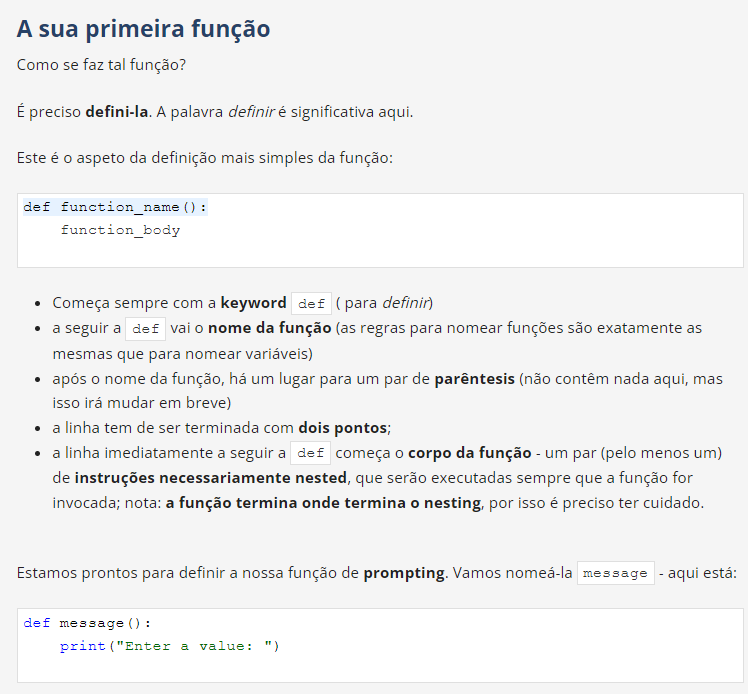 A sua primeira função
Como se faz tal função?
É preciso defini-la. A palavra definir é significativa aqui.
Este é o aspeto da definição mais simples da função:
def function_name():
    function_body
• Começa sempre com a keyword def ( para definir)
• a seguir a def vai o nome da função (as regras para nomear funções são exatamente as
mesmas que para nomear variáveis)
• após o nome da função, há um lugar para um par de parêntesis (não contêm nada aqui, mas
isso irá mudar em breve)
• a linha tem de ser terminada com dois pontos;
• a linha imediatamente a seguir a def começa o corpo da função - um par (pelo menos um)
de instruções necessariamente nested, que serão executadas sempre que a função for
invocada; nota: a função termina onde termina o nesting, por isso é preciso ter cuidado.
Estamos prontos para definir a nossa função de prompting. Vamos nomeá-la message - aqui está:
def message():
    print("Enter a value: ")